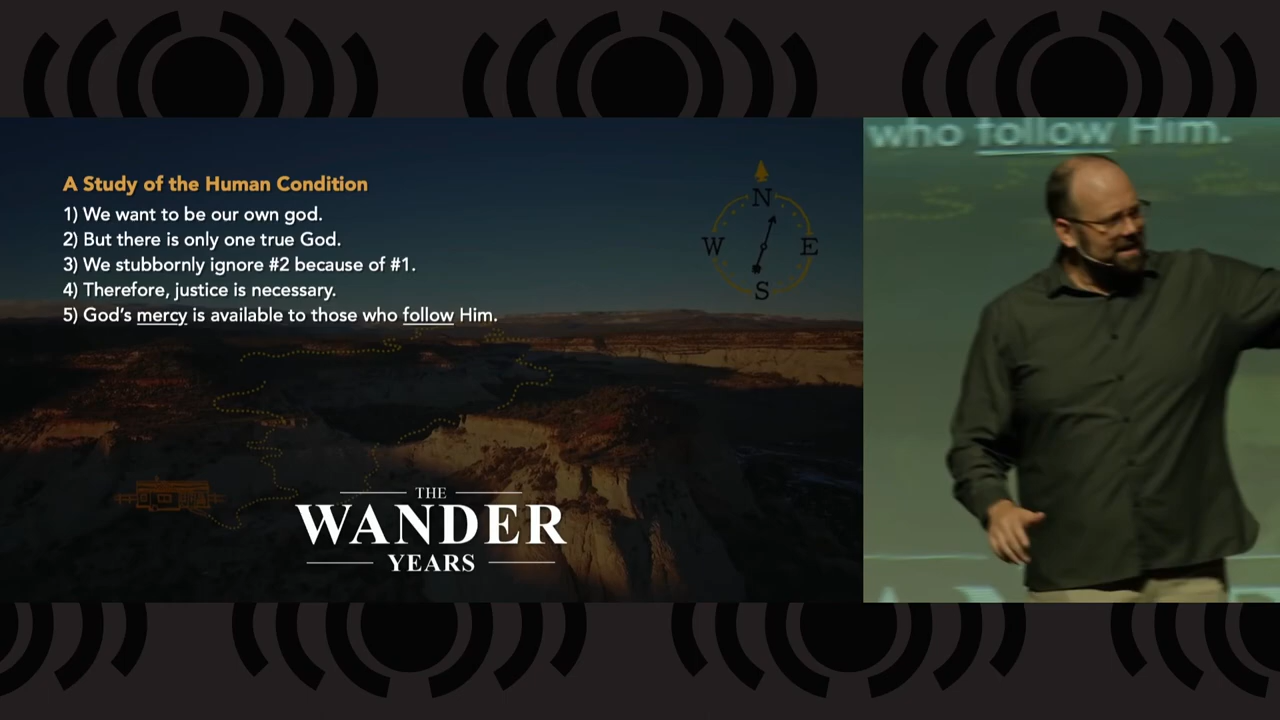 A Study of the Human Condition
1) We want to be our own god.
2) But there is only one true God.
3) We stubbornly ignore #2 because of #1.
4) Therefore, justice is necessary.
5) God's mercy is available to those who follow Him.
N
W E
S
THE
WANDER
YEARS
who follow Him.